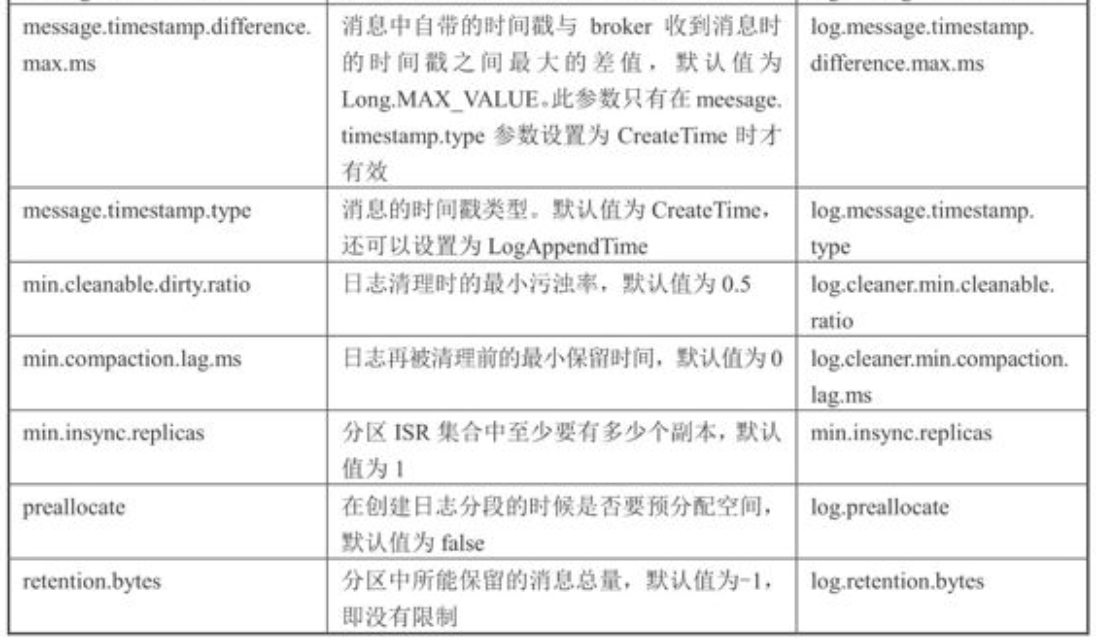 message.timestamp.difference.
max.ms
消息中自带的时间戳与 broker 收到消息时
的时间戳之间最大的差值，默认值为
Long.MAX_VALUE。此参数只有在 meesage.
timestamp.type 参数设置为 CreateTime 时才
有效
log.message.timestamp.
difference.max.ms
message.timestamp.type
消息的时间戳类型。默认值为 CreateTime，
还可以设置为 LogAppendTime
log.message.timestamp.
type
min.cleanable.dirty.ratio
日志清理时的最小污浊率，默认值为 0.5
log.cleaner.min.cleanable.
ratio
min.compaction.lag.ms
日志再被清理前的最小保留时间，默认值为 0
log.cleaner.min.compaction.
lag.ms
min.insync.replicas
分区 ISR 集合中至少要有多少个副本，默认
值为 1
min.insync.replicas
preallocate
在创建日志分段的时候是否要预分配空间，
默认值为 false
log.preallocate
retention.bytes
分区中所能保留的消息总量，默认值为-1，
即没有限制
log.retention.bytes